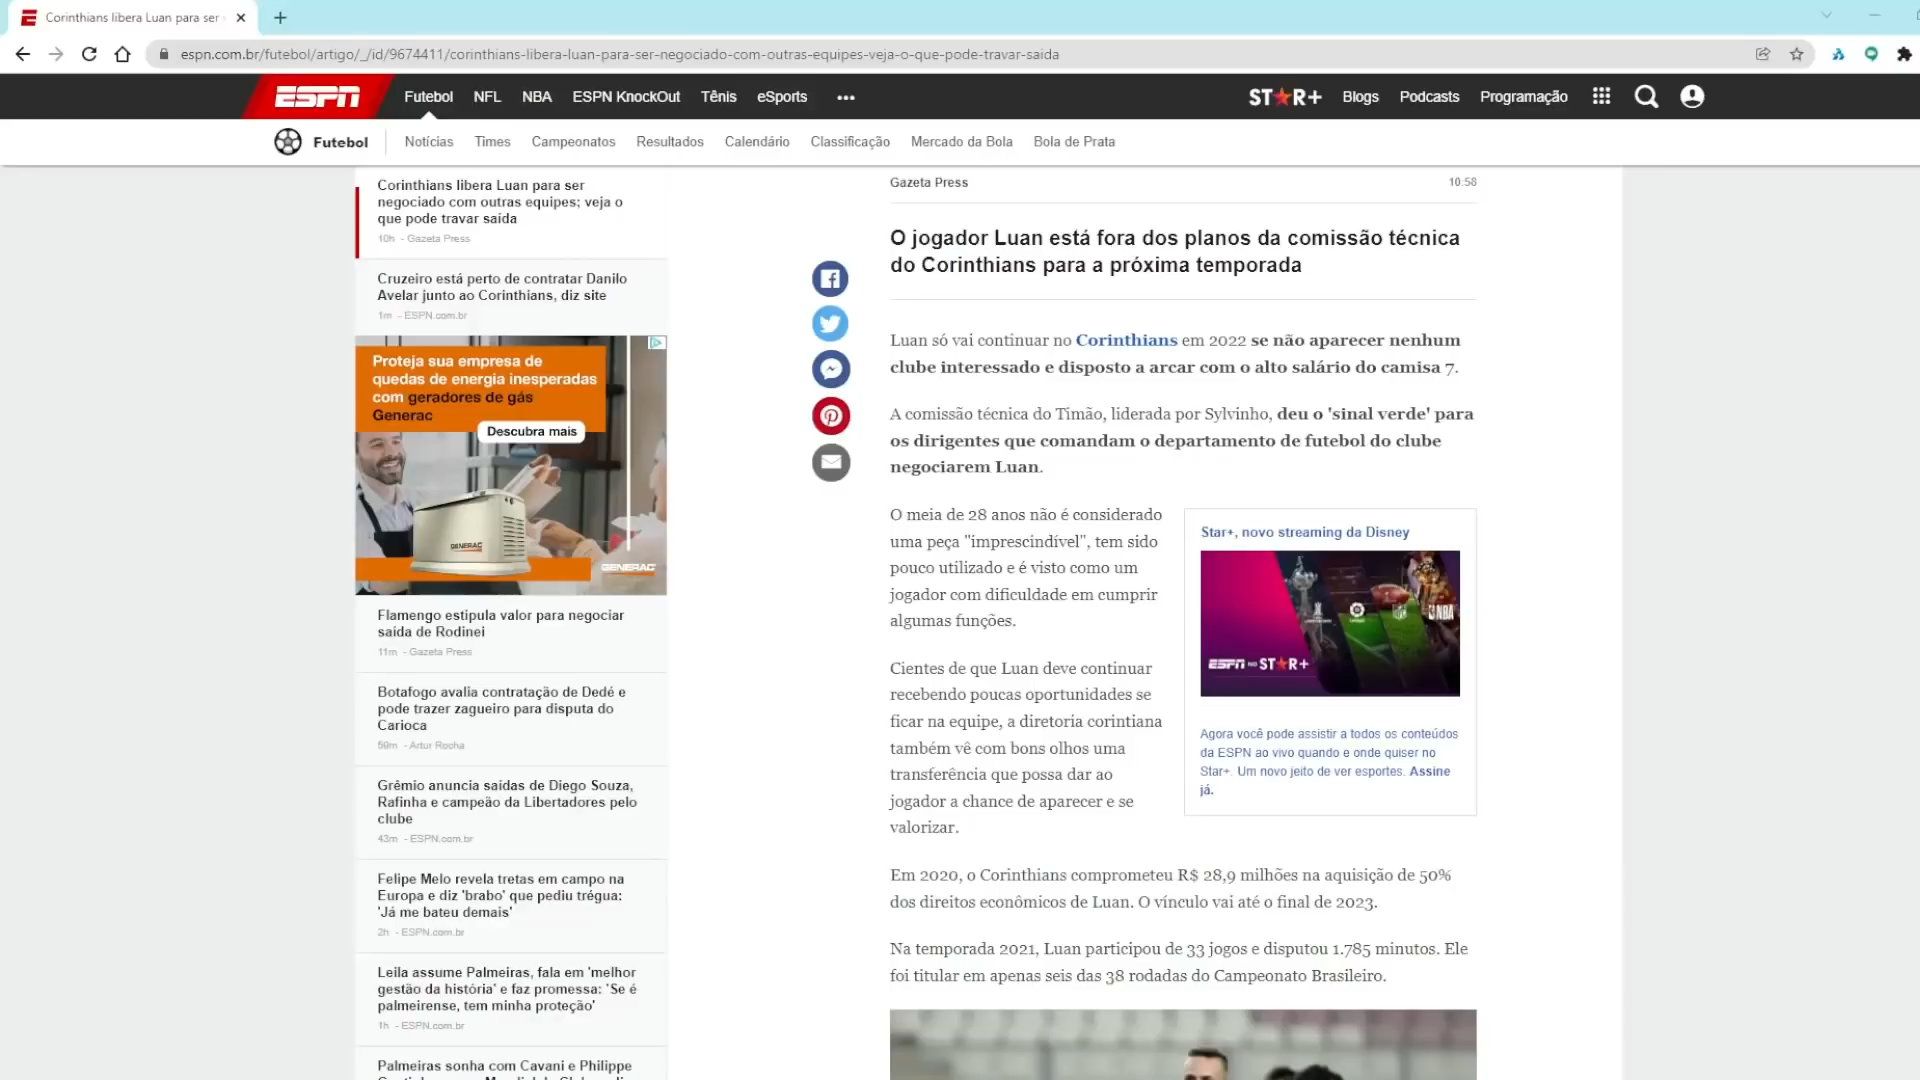 Corinthians libera Luan para ser
espn.com.br/futebol/artigo/_/id/9674411/corinthians-libera-luan-para-ser-negociado-com-outras-equipes-veja-o-que-pode-travar-saida
ESPN
Futebol NFL NBA ESPN KnockOut Tênis eSports
ST★R+ Blogs Podcasts Programação
Futebol
Notícias Times Campeonatos Resultados Calendário Classificação Mercado da Bola Bola de Prata
Corinthians libera Luan para ser
negociado com outras equipes; veja o
que pode travar saída
10h - Gazeta Press
Cruzeiro está perto de contratar Danilo
Avelar junto ao Corinthians, diz site
1m - ESPN.com.br
Proteja sua empresa de
quedas de energia inesperadas
com geradores de gás
Generac
Descubra mais
GENERAC
GENERAC
Flamengo estipula valor para negociar
saída de Rodinei
11m - Gazeta Press
Botafogo avalia contratação de Dedé e
pode trazer zagueiro para disputa do
Carioca
59m - Artur Rocha
Grêmio anuncia saídas de Diego Souza,
Rafinha e campeão da Libertadores pelo
clube
43m - ESPN.com.br
Felipe Melo revela tretas em campo na
Europa e diz 'brabo' que pediu trégua:
'Já me bateu demais'
2h - ESPN.com.br
Leila assume Palmeiras, fala em 'melhor
gestão da história' e faz promessa: 'Se é
palmeirense, tem minha proteção'
1h - ESPN.com.br
Palmeiras sonha com Cavani e Philippe
Gazeta Press
10.58
O jogador Luan está fora dos planos da comissão técnica
do Corinthians para a próxima temporada
Luan só vai continuar no Corinthians em 2022 se não aparecer nenhum
clube interessado e disposto a arcar com o alto salário do camisa 7.
A comissão técnica do Timão, liderada por Sylvinho, deu o 'sinal verde' para
os dirigentes que comandam o departamento de futebol do clube
negociarem Luan.
O meia de 28 anos não é considerado
uma peça "imprescindível", tem sido
pouco utilizado e é visto como um
jogador com dificuldade em cumprir
algumas funções.
Cientes de que Luan deve continuar
recebendo poucas oportunidades se
ficar na equipe, a diretoria corintiana
também vê com bons olhos uma
transferência que possa dar ao
jogador a chance de aparecer e se
valorizar.
Star+, novo streaming da Disney
NBA
ESPN NO ST★R+
Agora você pode assistir a todos os conteúdos
da ESPN ao vivo quando e onde quiser no
Star+. Um novo jeito de ver esportes. Assine
já.
Em 2020, o Corinthians comprometeu R$ 28,9 milhões na aquisição de 50%
dos direitos econômicos de Luan. O vínculo vai até o final de 2023.
Na temporada 2021, Luan participou de 33 jogos e disputou 1.785 minutos. Ele
foi titular em apenas seis das 38 rodadas do Campeonato Brasileiro.